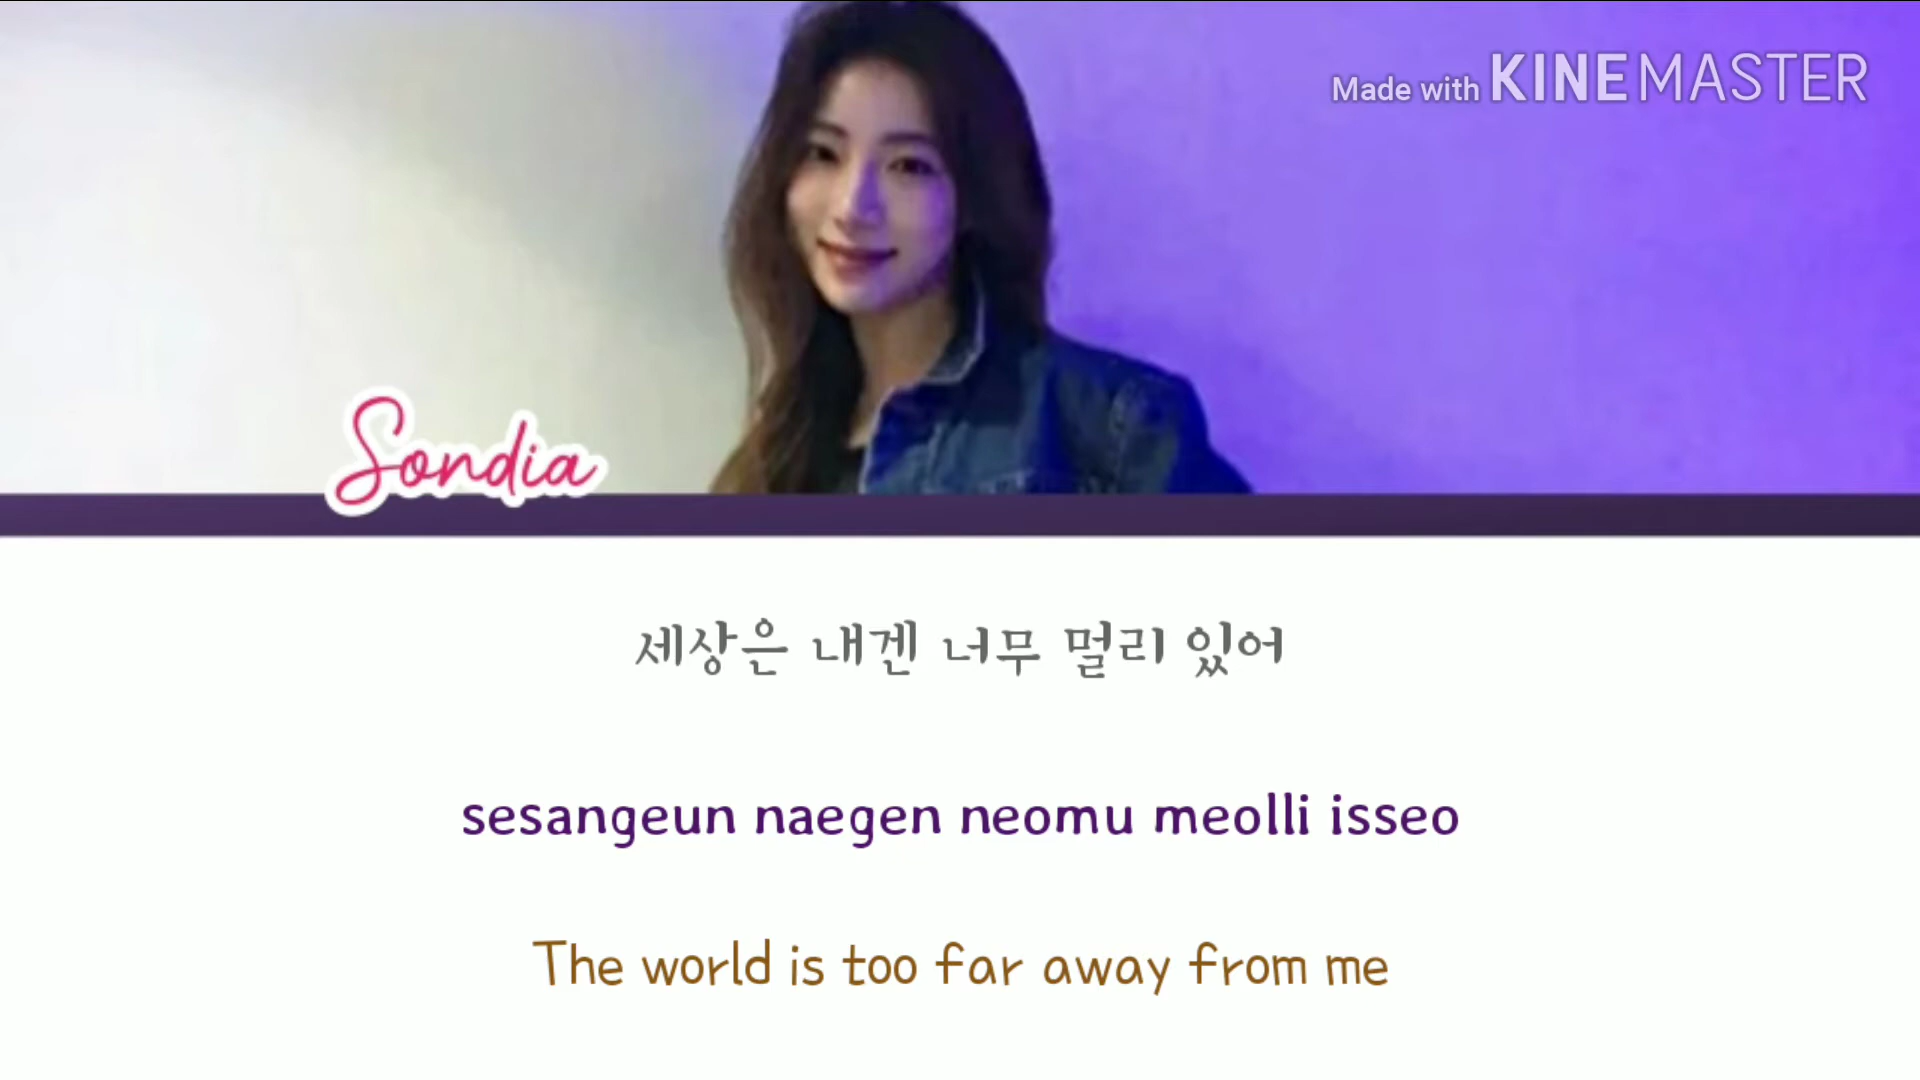 Made with KINEMASTER
Sondia
세상은 내겐 너무 멀리 있어
sesangeun naegen neomu meolli isseo
The world is too far away from me